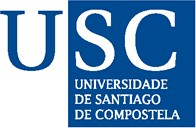 USC
UNIVERSIDADE
DE SANTIAGO
DE COMPOSTELA